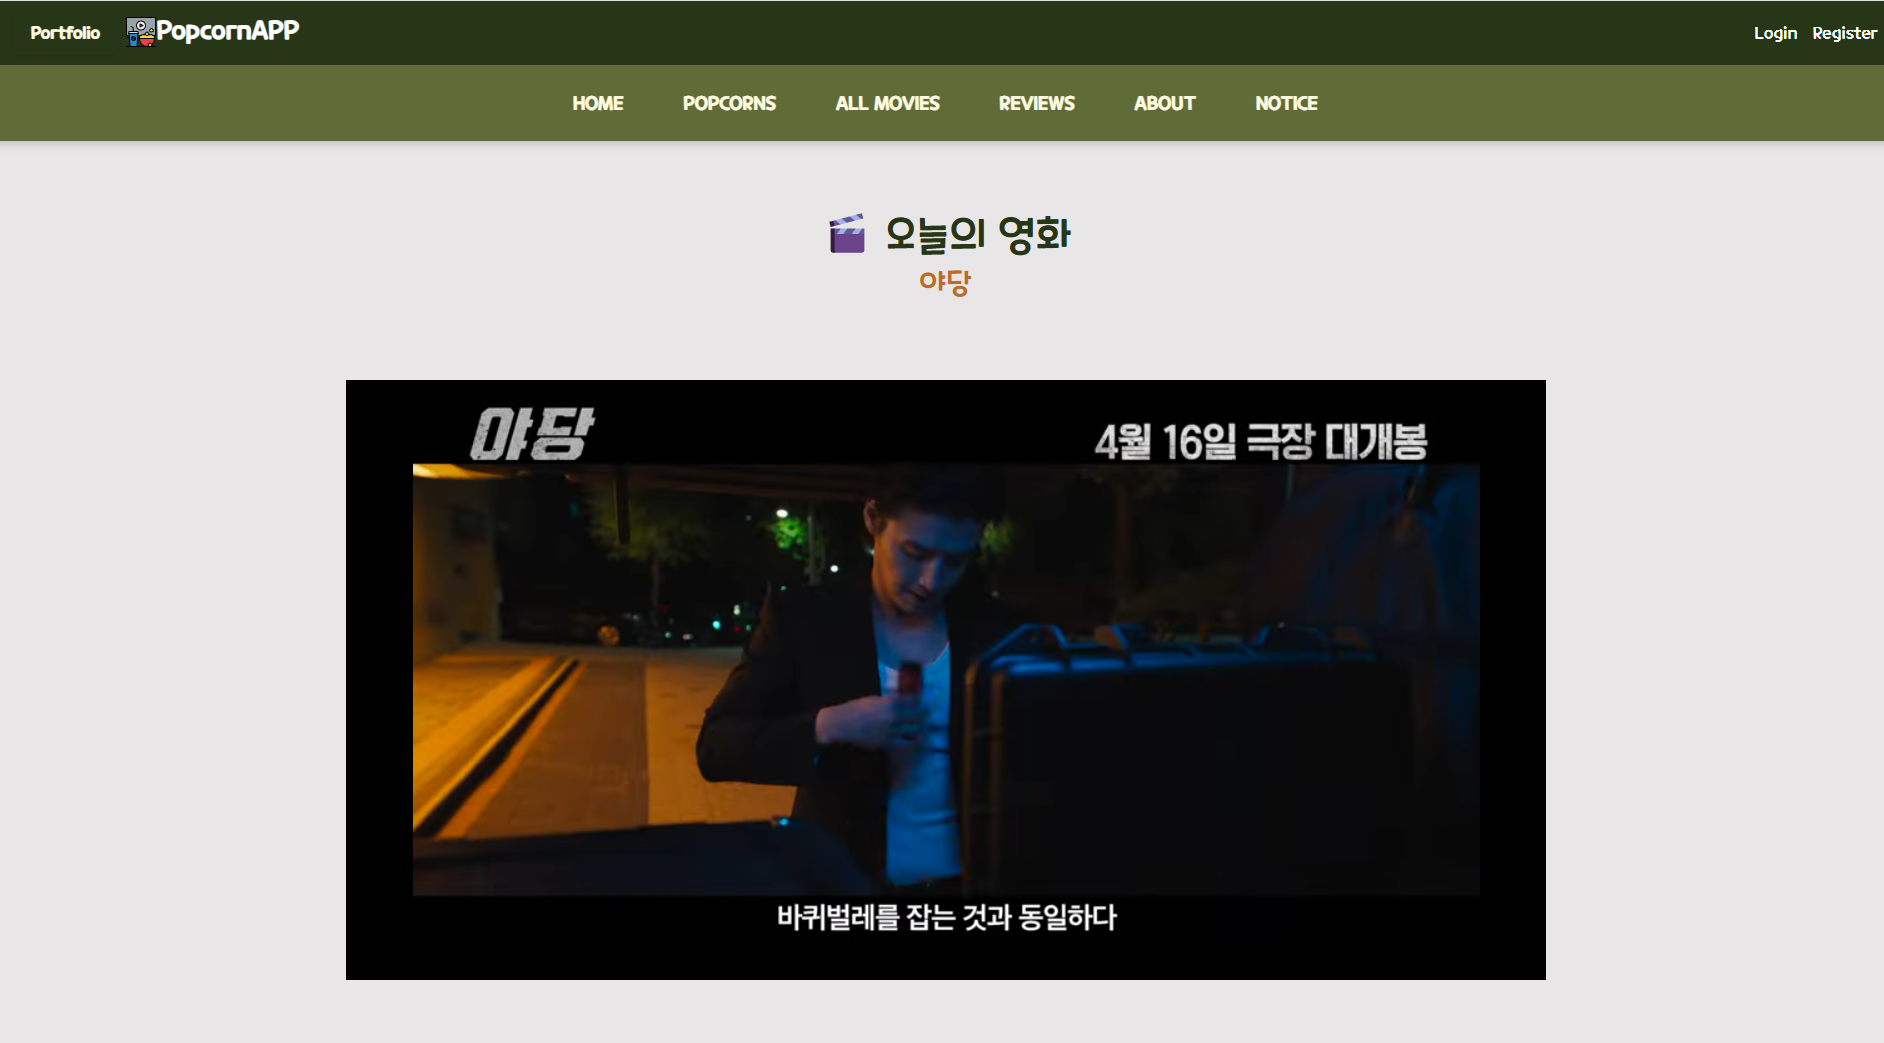 Portfolio PopcornAPP Login Register
HOME POPCORNS ALL MOVIES REVIEWS ABOUT NOTICE
오늘의 영화
야당
야당 4월 16일 극장 대개봉
바퀴벌레를 잡는 것과 동일하다